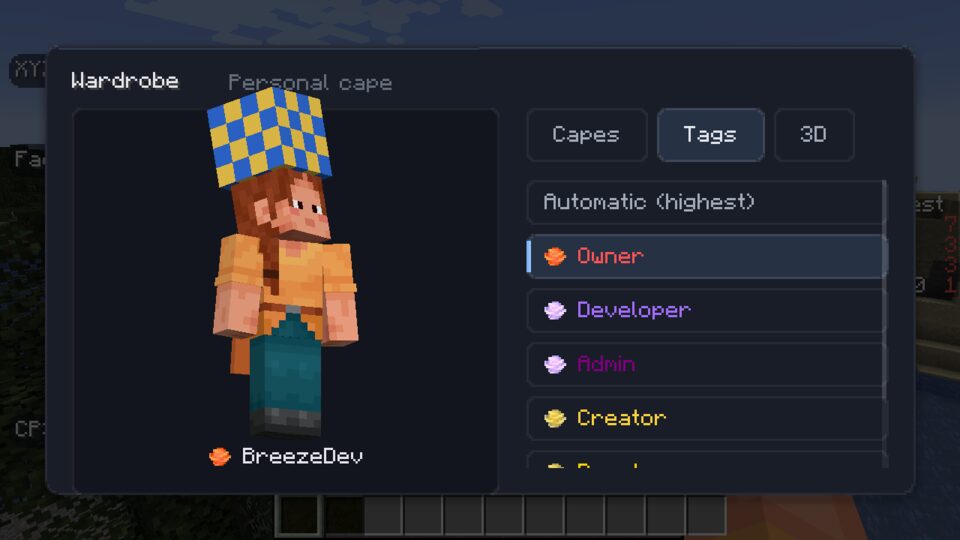 Wardrobe
Personal cape
Capes
Tags
3D
Automatic (highest)
Owner
Developer
Admin
Creator
BreezeDev